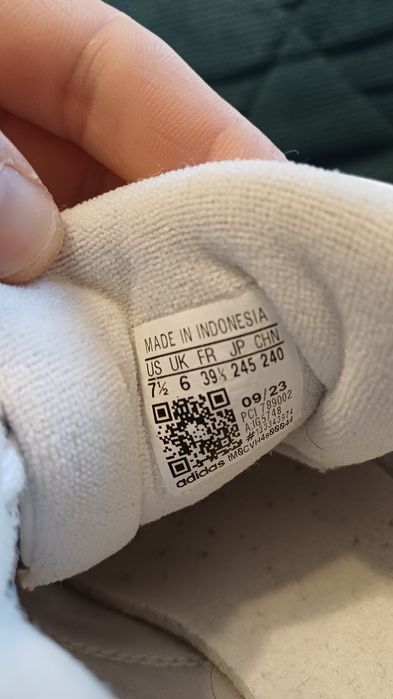 MADE IN INDONESIA
US UK FR JP CHN
7½ 6 39⅓ 245 240
09/23
PCI 789002
AIG5748
adidas